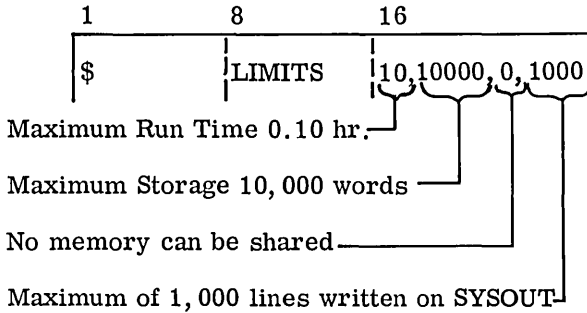 1 8 16
$ LIMITS 10,10000,0,1000
Maximum Run Time 0.10 hr.
Maximum Storage 10,000 words
No memory can be shared
Maximum of 1,000 lines written on SYSOUT